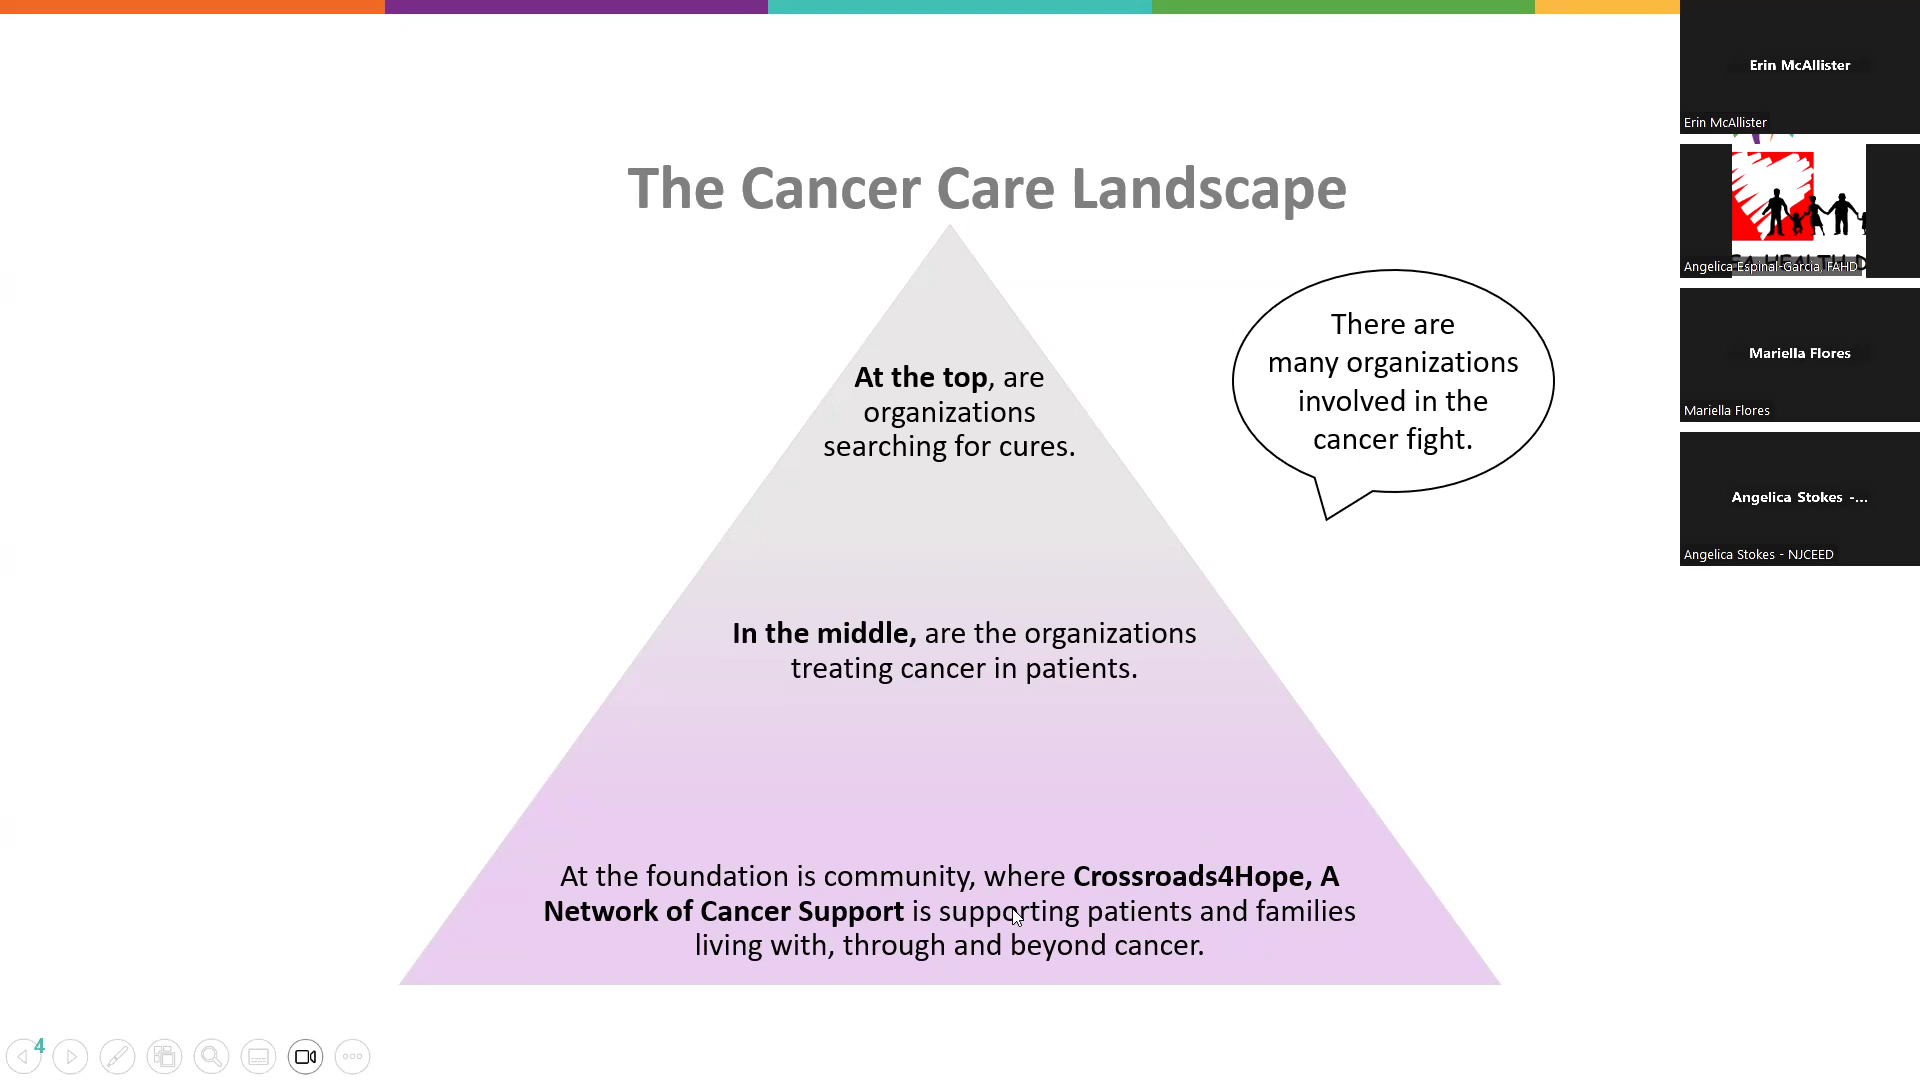 The Cancer Care Landscape
At the top, are
organizations
searching for cures.
There are
many organizations
involved in the
cancer fight.
In the middle, are the organizations
treating cancer in patients.
At the foundation is community, where Crossroads4Hope, A
Network of Cancer Support is supporting patients and families
living with, through and beyond cancer.
4
Erin McAllister
Erin McAllister
Angelica Espinal-Garcia, FAHD
Mariella Flores
Mariella Flores
Angelica Stokes -...
Angelica Stokes - NJCEED